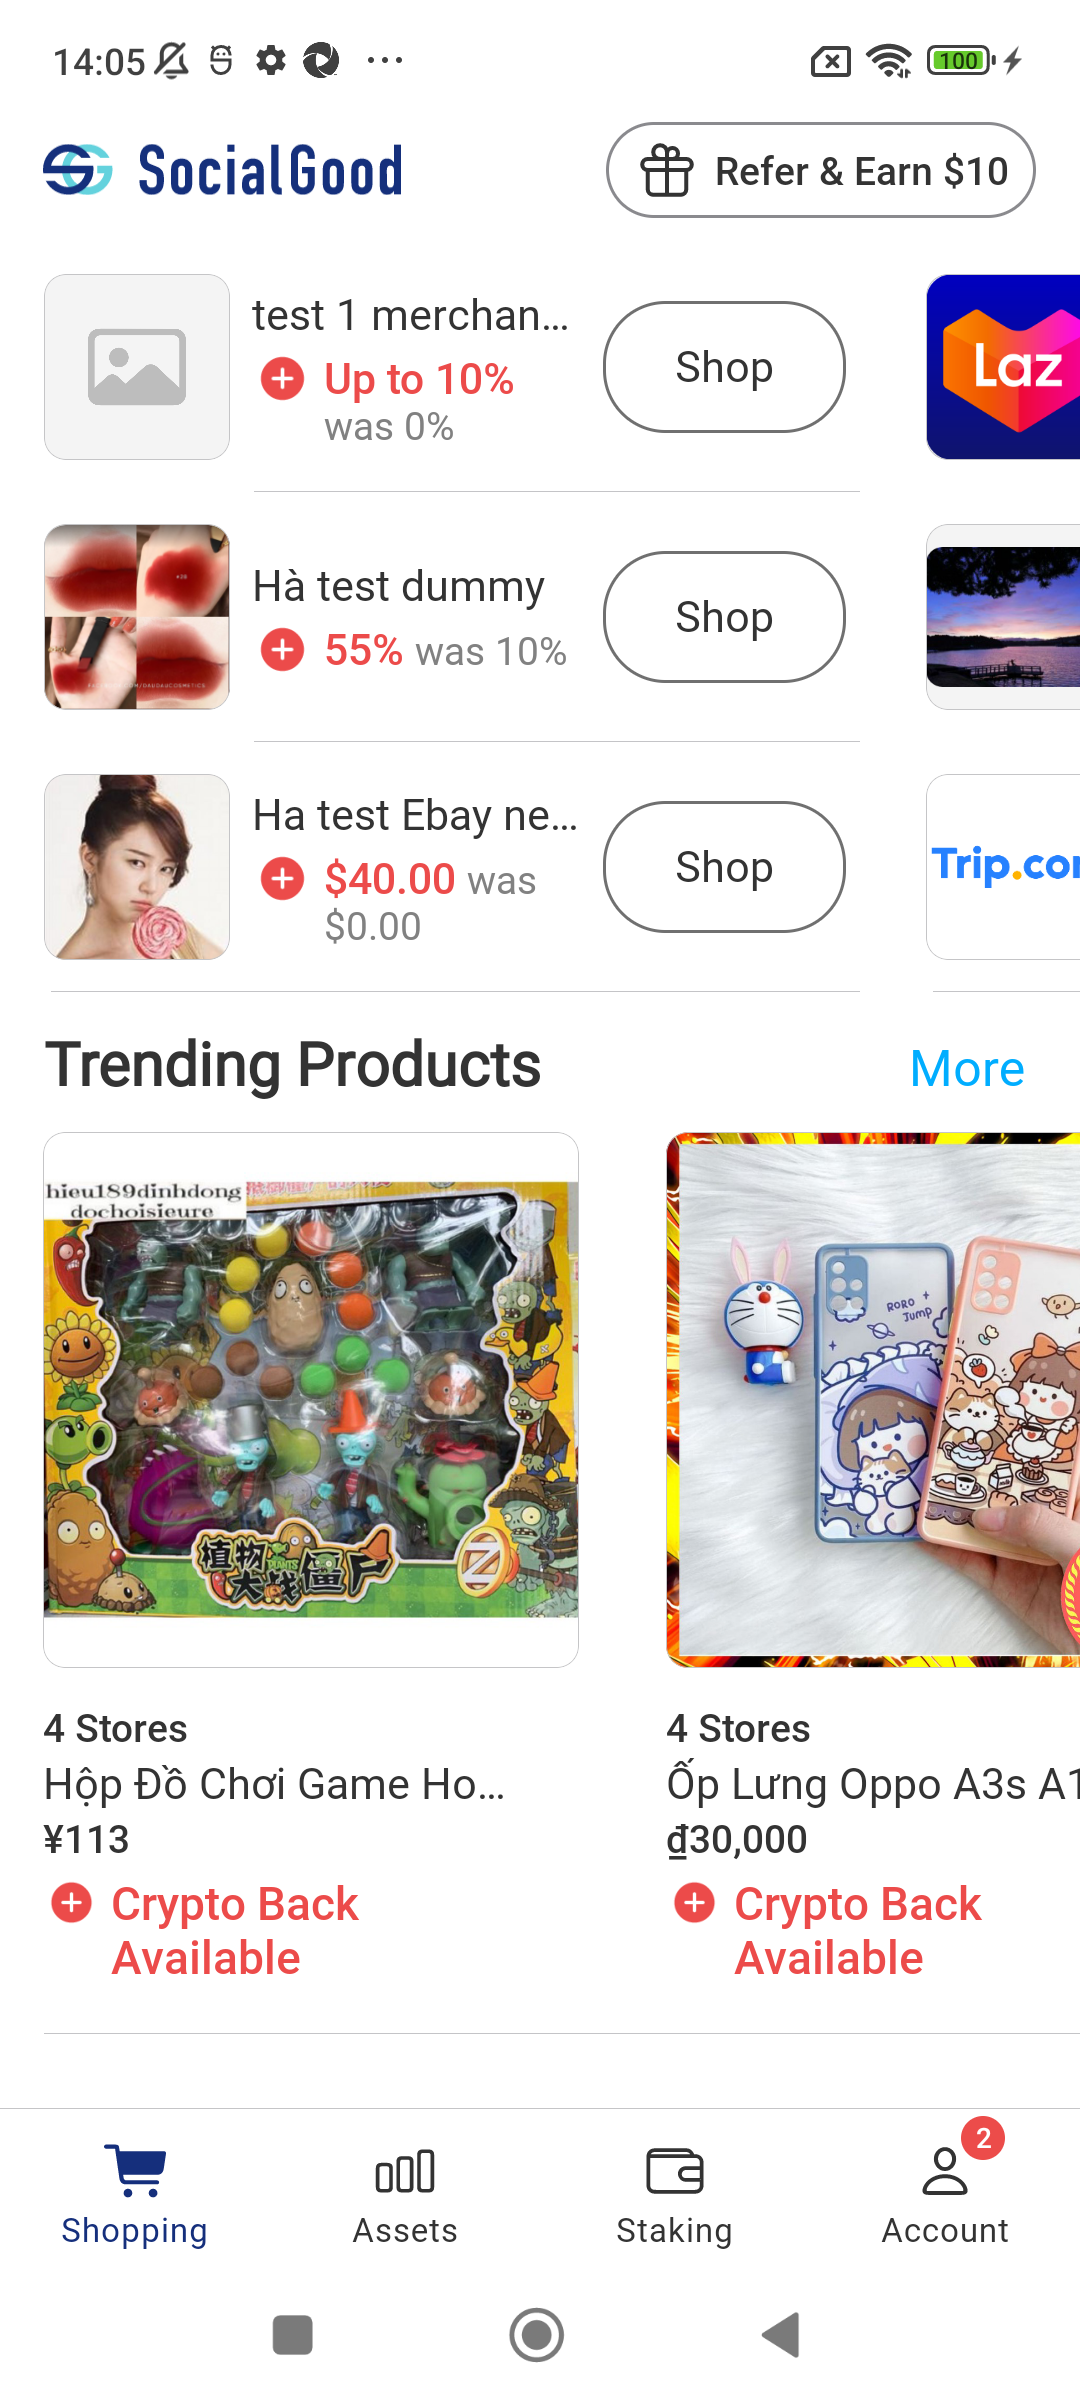 14:05
100
SocialGood
Refer & Earn $10
test 1 merchan...
Up to 10%
was 0%
Shop
Laz
Hà test dummy
55% was 10%
Shop
Ha test Ebay ne...
$40.00 was
$0.00
Shop
Trip.co
Trending Products
More
hieu189dinhdong
dochoisieure
植物
大战僵尸
PLANTS
Z
RORO
Jump
4 Stores
Hộp Đồ Chơi Game Ho...
¥113
Crypto Back
Available
4 Stores
Ốp Lưng Oppo A3s A1
₫30,000
Crypto Back
Available
2
Shopping
Assets
Staking
Account